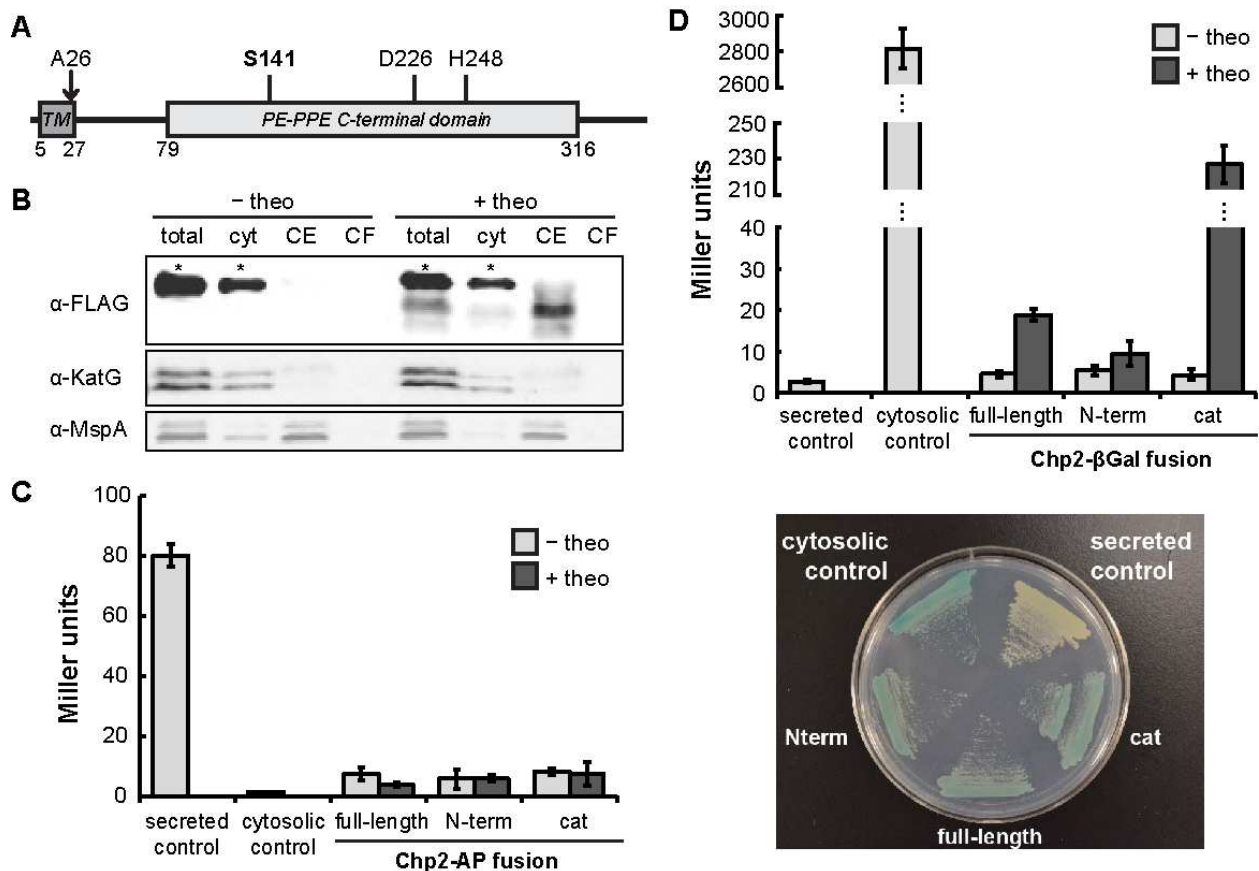 A
A26
S141
D226 H248
TM
PE-PPE C-terminal domain
5 27 79 316
B
− theo + theo
total cyt CE CF total cyt CE CF
* * * *
α-FLAG
α-KatG
α-MspA
C
100
80
60
40
20
0
Miller units
− theo
+ theo
secreted control
cytosolic control
full-length
N-term
cat
Chp2-AP fusion
D
3000
2800
2600
250
230
210
40
30
20
10
0
Miller units
− theo
+ theo
secreted control
cytosolic control
full-length
N-term
cat
Chp2-βGal fusion
cytosolic
control
secreted
control
Nterm
cat
full-length